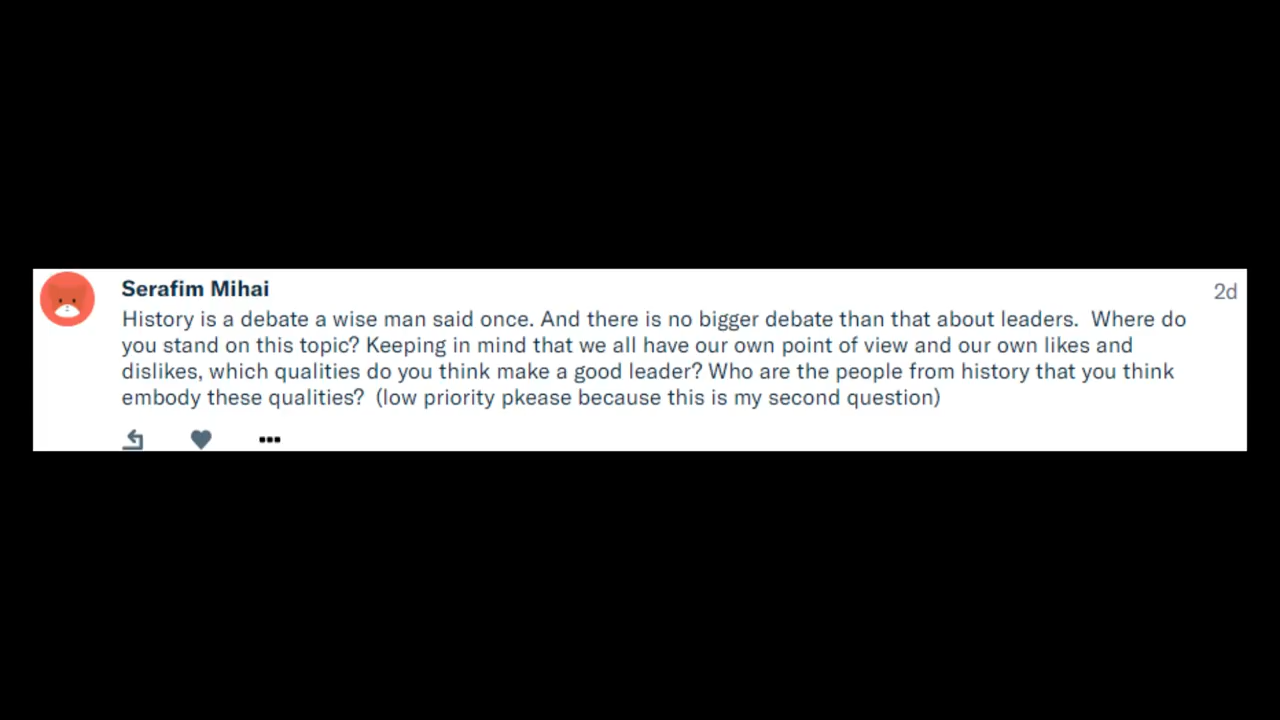 Serafim Mihai
2d
History is a debate a wise man said once. And there is no bigger debate than that about leaders.  Where do
you stand on this topic? Keeping in mind that we all have our own point of view and our own likes and
dislikes, which qualities do you think make a good leader? Who are the people from history that you think
embody these qualities?  (low priority pkease because this is my second question)